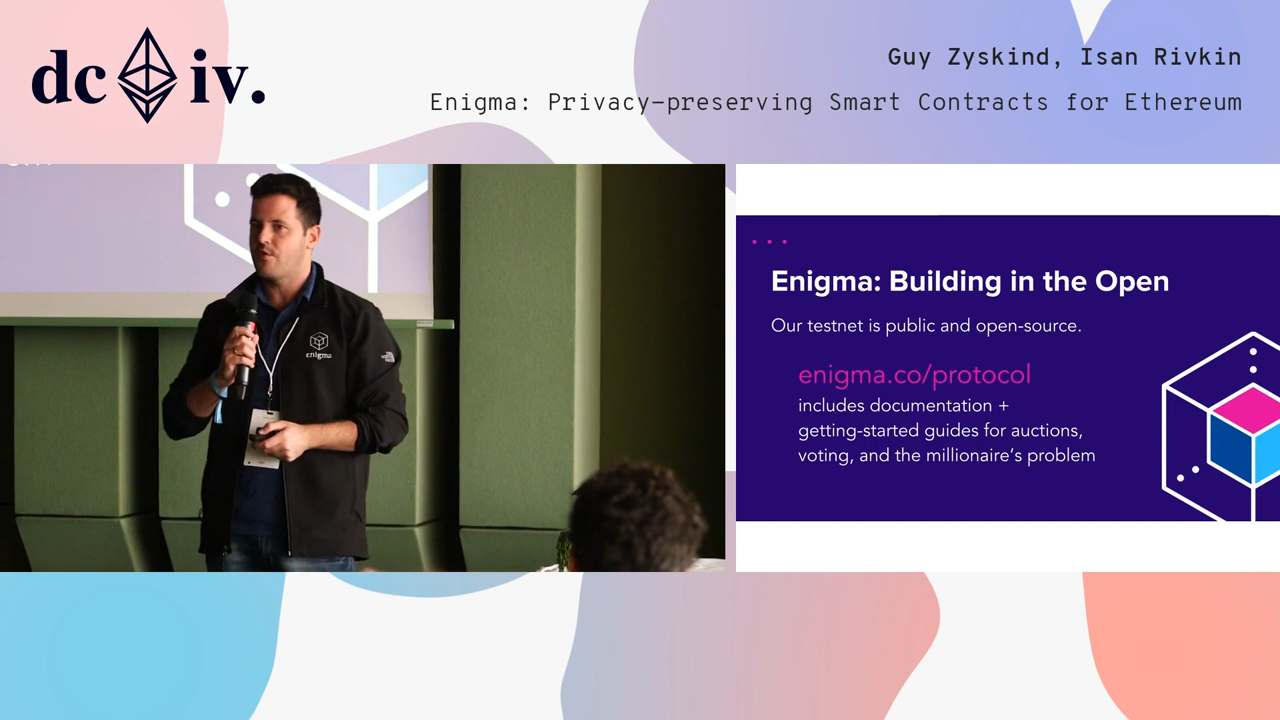 dc iv.
Guy Zyskind, Isan Rivkin
Enigma: Privacy-preserving Smart Contracts for Ethereum
enigma
Enigma: Building in the Open
Our testnet is public and open-source.
enigma.co/protocol
includes documentation +
getting-started guides for auctions,
voting, and the millionaire's problem